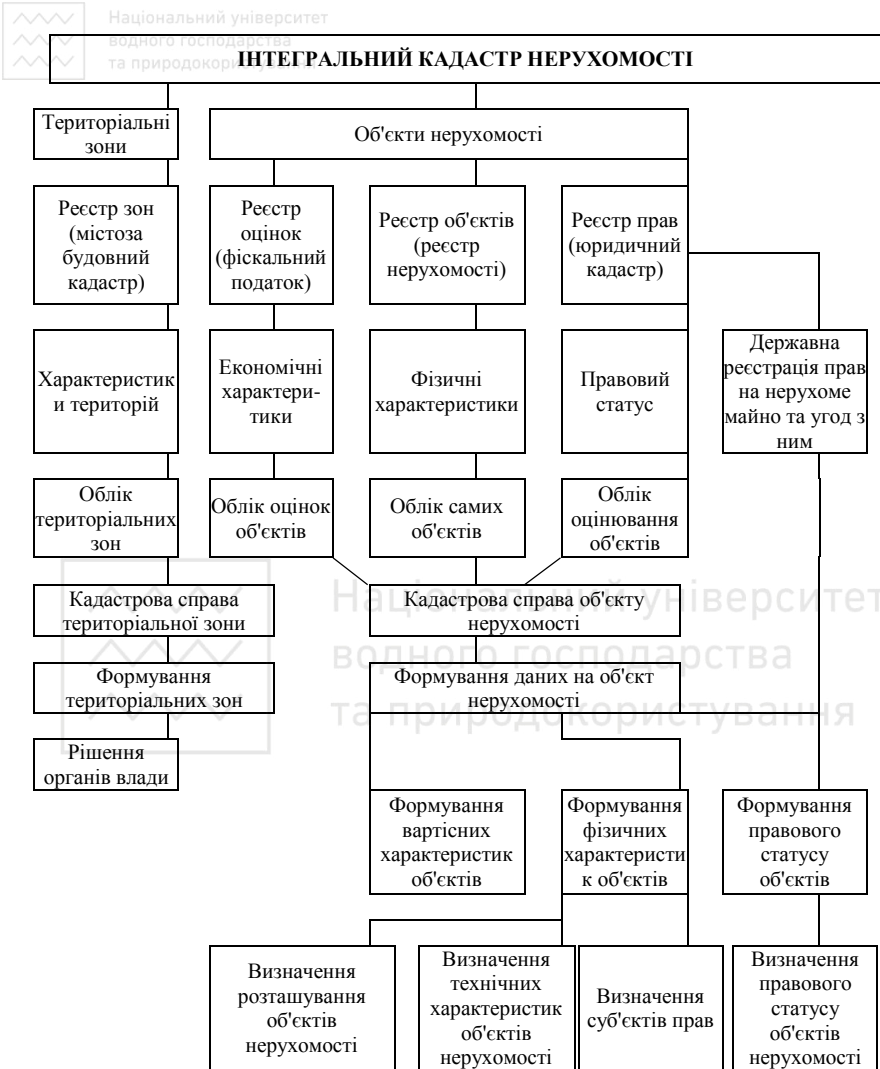 Національний університет
водного господарства
та природокористування
ІНТЕГРАЛЬНИЙ КАДАСТР НЕРУХОМОСТІ
Територіальні
зони
Об'єкти нерухомості
Реєстр зон
(містоза
будовний
кадастр)
Реєстр
оцінок
(фіскальний
податок)
Реєстр об'єктів
(реєстр
нерухомості)
Реєстр прав
(юридичний
кадастр)
Характеристик
и територій
Економічні
характери-
тики
Фізичні
характеристики
Правовий
статус
Державна
реєстрація прав
на нерухоме
майно та угод з
ним
Облік
територіальних
зон
Облік оцінок
об'єктів
Облік самих
об'єктів
Облік
оцінювання
об'єктів
Національний університет
водного господарства
та природокористування
Кадастрова справа
територіальної зони
Кадастрова справа об'єкту
нерухомості
Формування
територіальних зон
Формування даних на об'єкт
нерухомості
Рішення
органів влади
Формування
вартісних
характеристик
об'єктів
Формування
фізичних
характеристи
к об'єктів
Формування
правового
статусу
об'єктів
Визначення
розташування
об'єктів
нерухомості
Визначення
технічних
характеристик
об'єктів
нерухомості
Визначення
суб'єктів прав
Визначення
правового
статусу
об'єктів
нерухомості